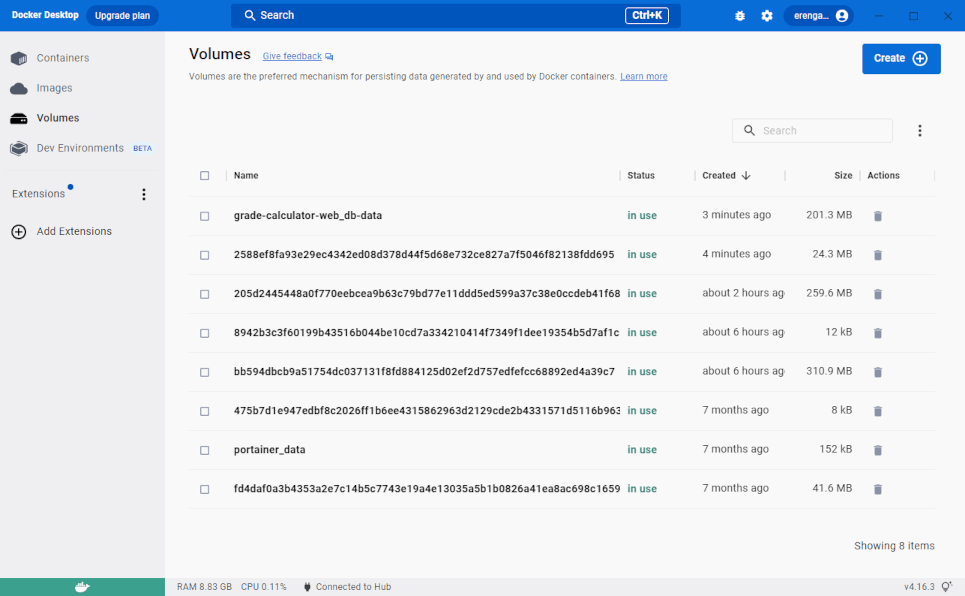 Docker Desktop Upgrade plan Search Ctrl+K erenga...
Containers
Images
Volumes
Dev Environments BETA
Extensions
Add Extensions
Volumes Give feedback
Volumes are the preferred mechanism for persisting data generated by and used by Docker containers. Learn more
Create
Search
Name Status Created Size Actions
grade-calculator-web_db-data in use 3 minutes ago 201.3 MB
2588ef8fa93e29ec4342ed08d378d44f5d68e732ce827a7f5046f82138fdd695 in use 4 minutes ago 24.3 MB
205d2445448a0f770eebcea9b63c79bd77e11ddd5ed599a37c38e0ccdeb41f68 in use about 2 hours ag 259.6 MB
8942b3c3f60199b43516b044be10cd7a334210414f7349f1dee19354b5d7af1c in use about 6 hours ag 12 kB
bb594dbcb9a51754dc037131f8fd884125d02ef2d757edfefcc68892ed4a39c7 in use about 6 hours ag 310.9 MB
475b7d1e947edbf8c2026ff1b6ee4315862963d2129cde2b4331571d5116b963 in use 7 months ago 8 kB
portainer_data in use 7 months ago 152 kB
fd4daf0a3b4353a2e7c14b5c7743e19a4e13035a5b1b0826a41ea8ac698c1659 in use 7 months ago 41.6 MB
Showing 8 items
RAM 8.83 GB CPU 0.11% Connected to Hub v4.16.3